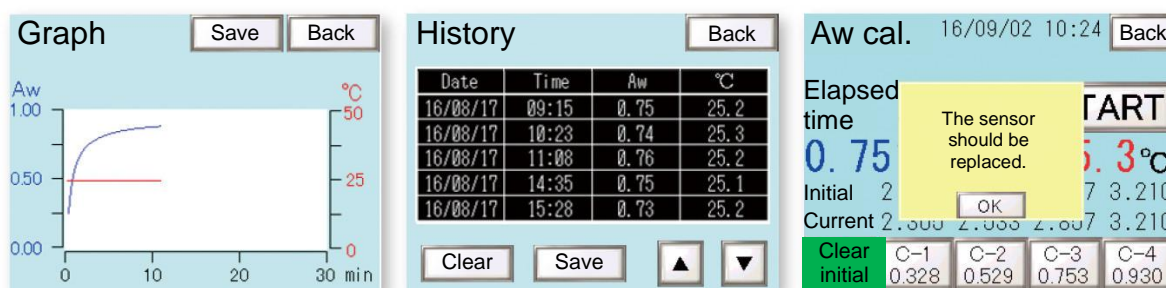 Graph Save Back
Aw °C
1.00 50
0.50 25
0.00 0
0 10 20 30 min
History Back
Date Time Aw °C
16/08/17 09:15 0.75 25.2
16/08/17 10:23 0.74 25.3
16/08/17 11:08 0.76 25.2
16/08/17 14:35 0.75 25.1
16/08/17 15:28 0.73 25.2
Clear Save ▲ ▼
Aw cal. 16/09/02 10:24 Back
Elapsed
time
TART
The sensor
should be
replaced.
OK
0.75 5.3°C
Initial 2 7 3.210
Current 3.210
Clear
initial
C-1
0.328
C-2
0.529
C-3
0.753
C-4
0.930